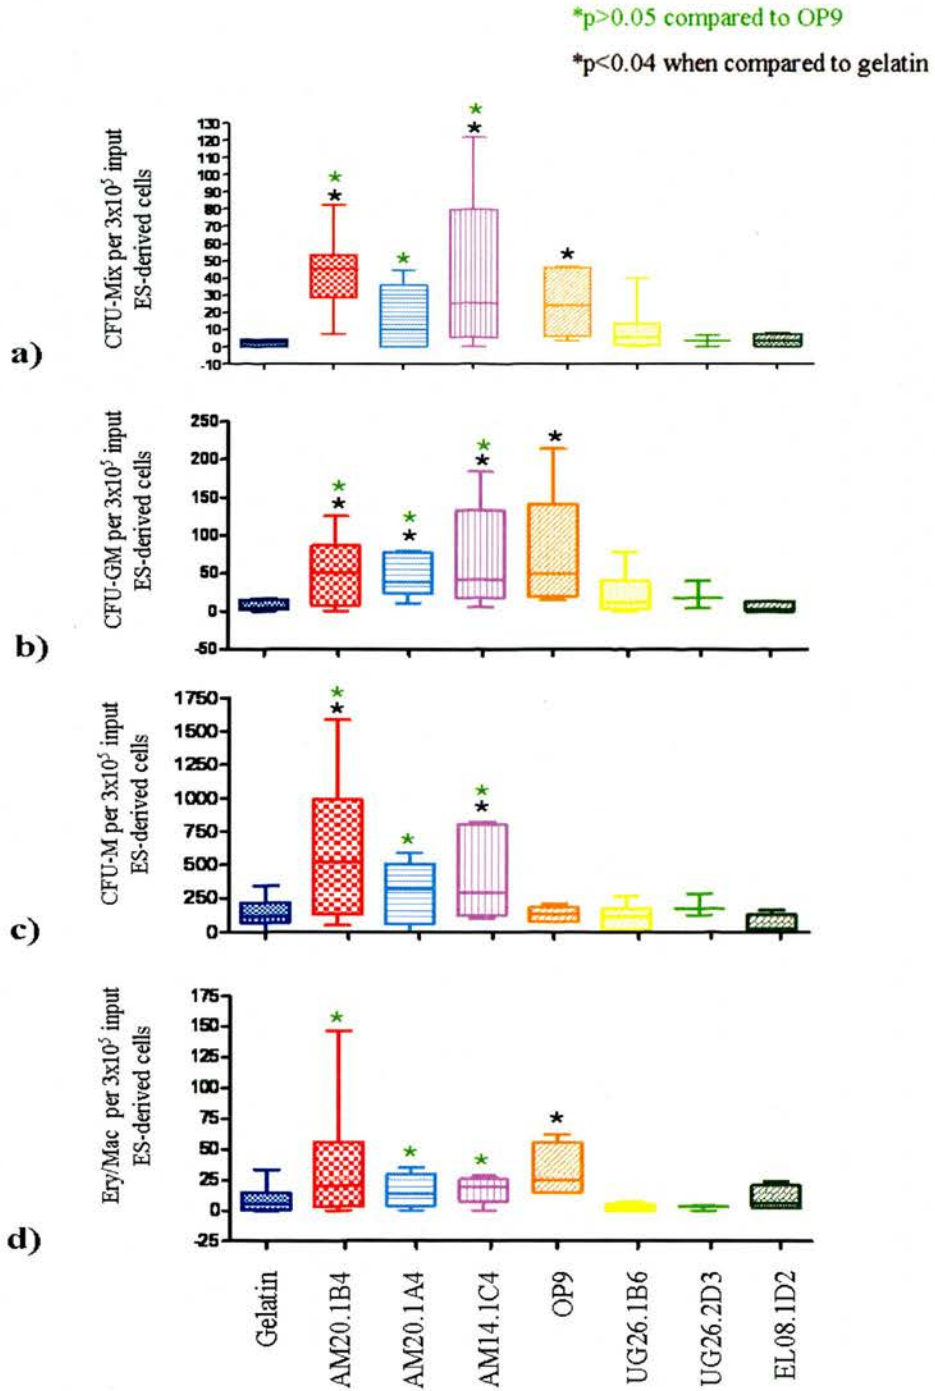 *p>0.05 compared to OP9
*p<0.04 when compared to gelatin
CFU-Mix per 3x10⁵ input
ES-derived cells
130
120
110
100
90
80
70
60
50
40
30
20
10
0
-10
a)
* * * * * *
CFU-GM per 3x10⁵ input
ES-derived cells
250
200
150
100
50
0
-50
b)
* * * * * * *
CFU-M per 3x10⁵ input
ES-derived cells
1750
1500
1250
1000
750
500
250
0
c)
* * * * *
Ery/Mac per 3x10⁵ input
ES-derived cells
175
150
125
100
75
50
25
0
-25
d)
* * * *
Gelatin
AM20.1B4
AM20.1A4
AM14.1C4
OP9
UG26.1B6
UG26.2D3
EL08.1D2